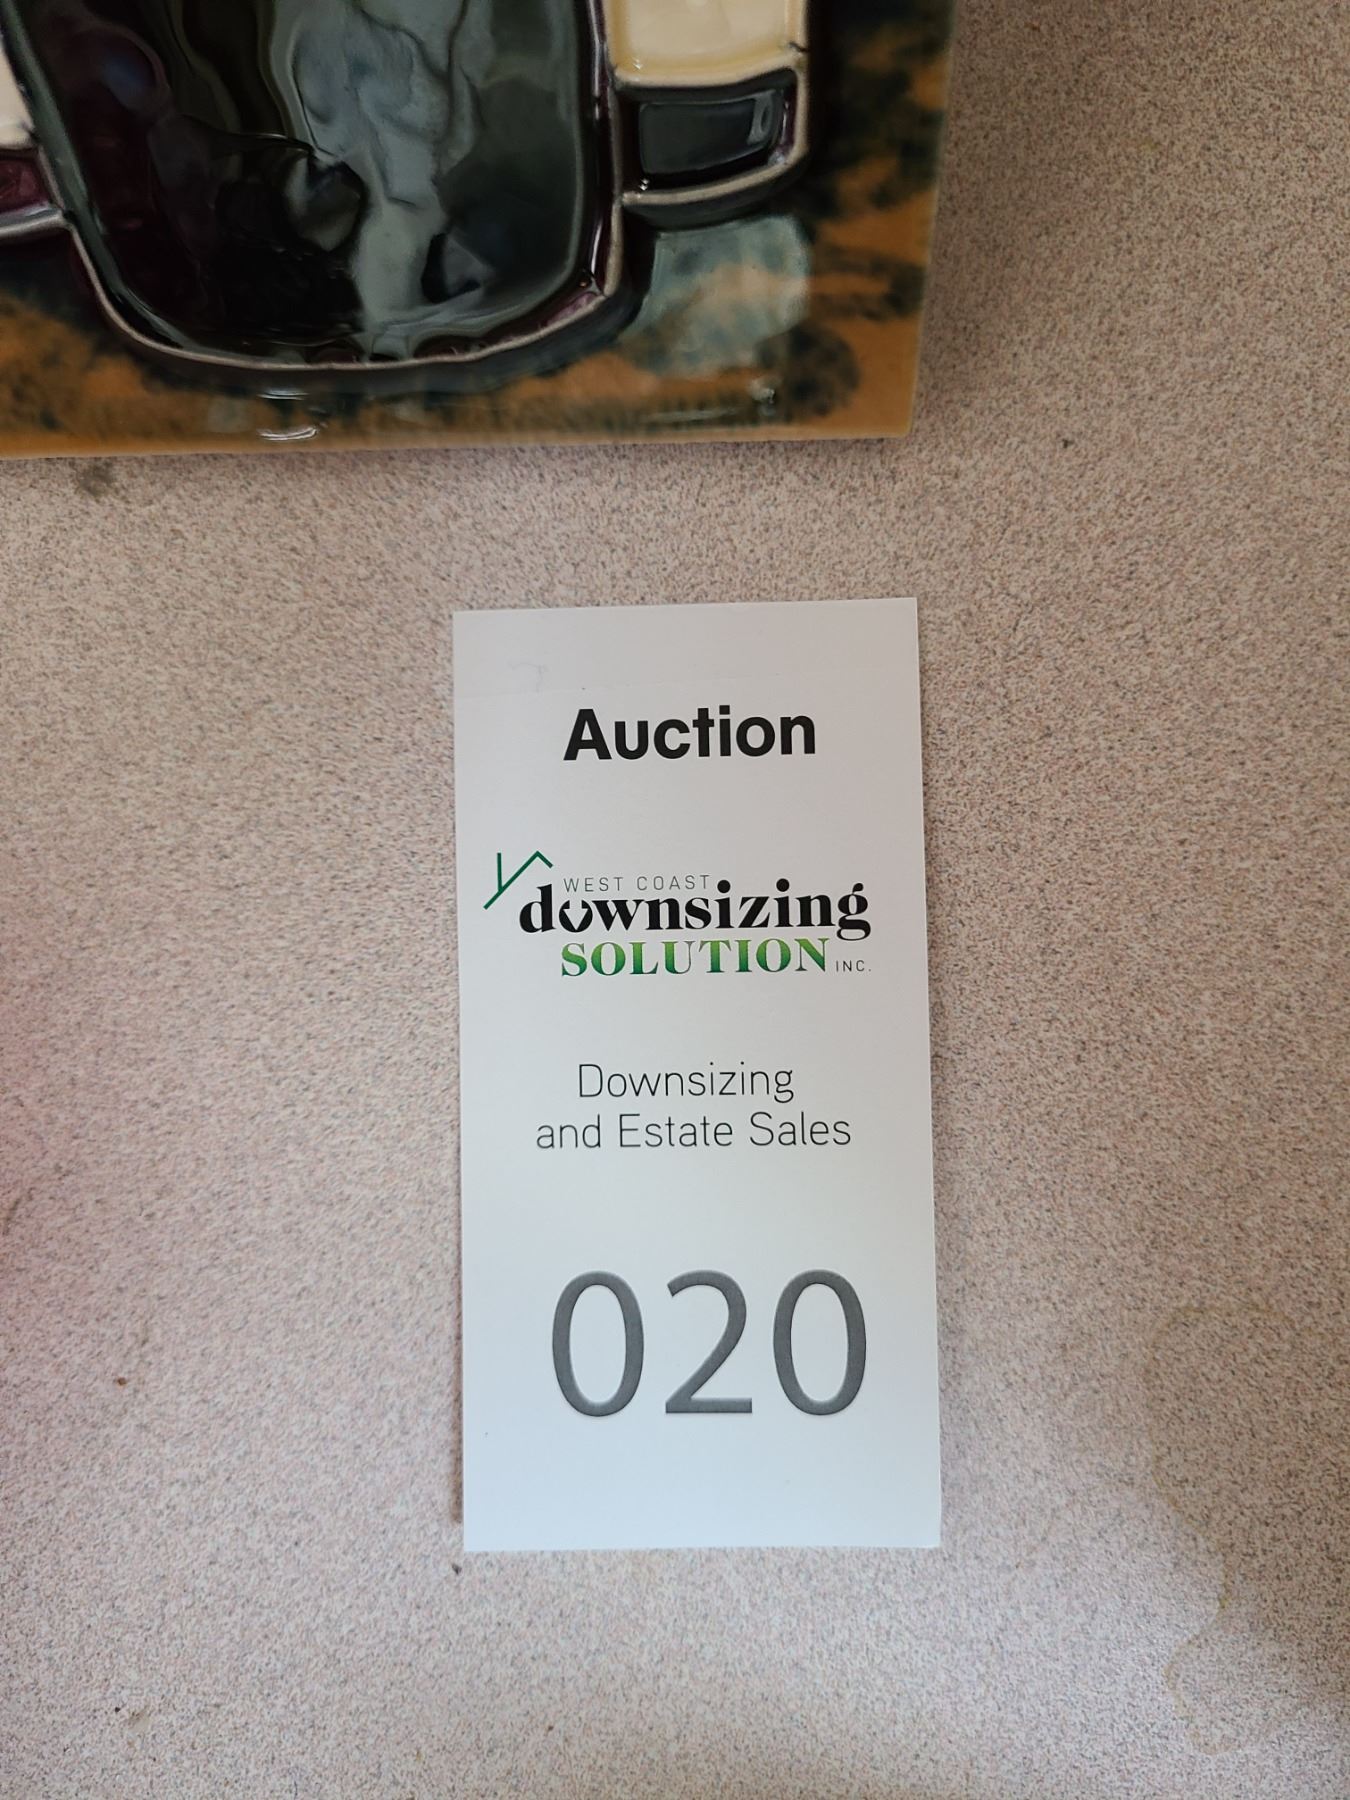 Auction
WEST COAST
downsizing
SOLUTION INC.
Downsizing
and Estate Sales
020